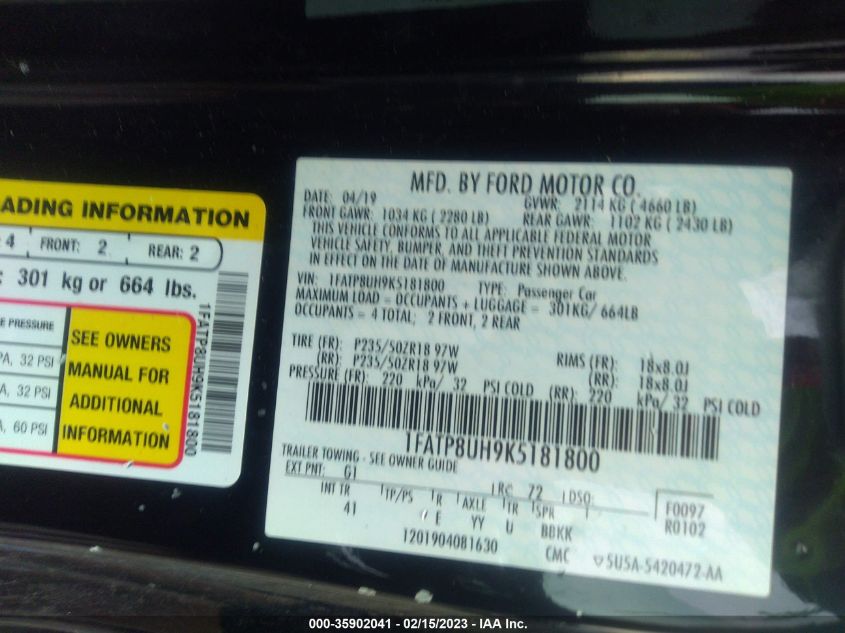 ADING INFORMATION
4 FRONT: 2 REAR: 2
: 301 kg or 664 lbs.
E PRESSURE
PA, 32 PSI
A, 32 PSI
A, 60 PSI
SEE OWNERS
MANUAL FOR
ADDITIONAL
INFORMATION
1FATP8UH9K5181800
MFD. BY FORD MOTOR CO.
DATE: 04/19 GVWR: 2114 KG ( 4660 LB)
FRONT GAWR: 1034 KG ( 2280 LB) REAR GAWR: 1102 KG ( 2430 LB)
THIS VEHICLE CONFORMS TO ALL APPLICABLE FEDERAL MOTOR
VEHICLE SAFETY, BUMPER, AND THEFT PREVENTION STANDARDS
IN EFFECT ON THE DATE OF MANUFACTURE SHOWN ABOVE.
VIN: 1FATP8UH9K5181800 TYPE: Passenger Car
MAXIMUM LOAD = OCCUPANTS + LUGGAGE = 301KG/ 664LB
OCCUPANTS = 4 TOTAL; 2 FRONT, 2 REAR
TIRE (FR): P235/50ZR18 97W RIMS (FR): 18x8.0J
(RR): P235/50ZR18 97W (RR): 18x8.0J
PRESSURE (FR): 220 kPa/ 32 PSI COLD (RR): 220 kPa/ 32 PSI COLD
1FATP8UH9K5181800
TRAILER TOWING - SEE OWNER GUIDE
EXT PNT: G1 RC: 72 DSO: F0097
INT TR TP/PS R AXLE TR SPR R0102
41 E YY U BBKK
1201904081630 CMC ▽5U5A-5420472-AA
000-35902041 - 02/15/2023 - IAA Inc.